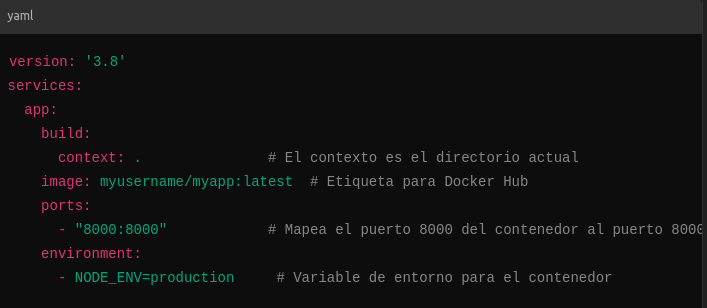 yaml
version: '3.8'
services:
  app:
    build:
      context: .               # El contexto es el directorio actual
    image: myusername/myapp:latest  # Etiqueta para Docker Hub
    ports:
      - "8000:8000"            # Mapea el puerto 8000 del contenedor al puerto 8000
    environment:
      - NODE_ENV=production     # Variable de entorno para el contenedor